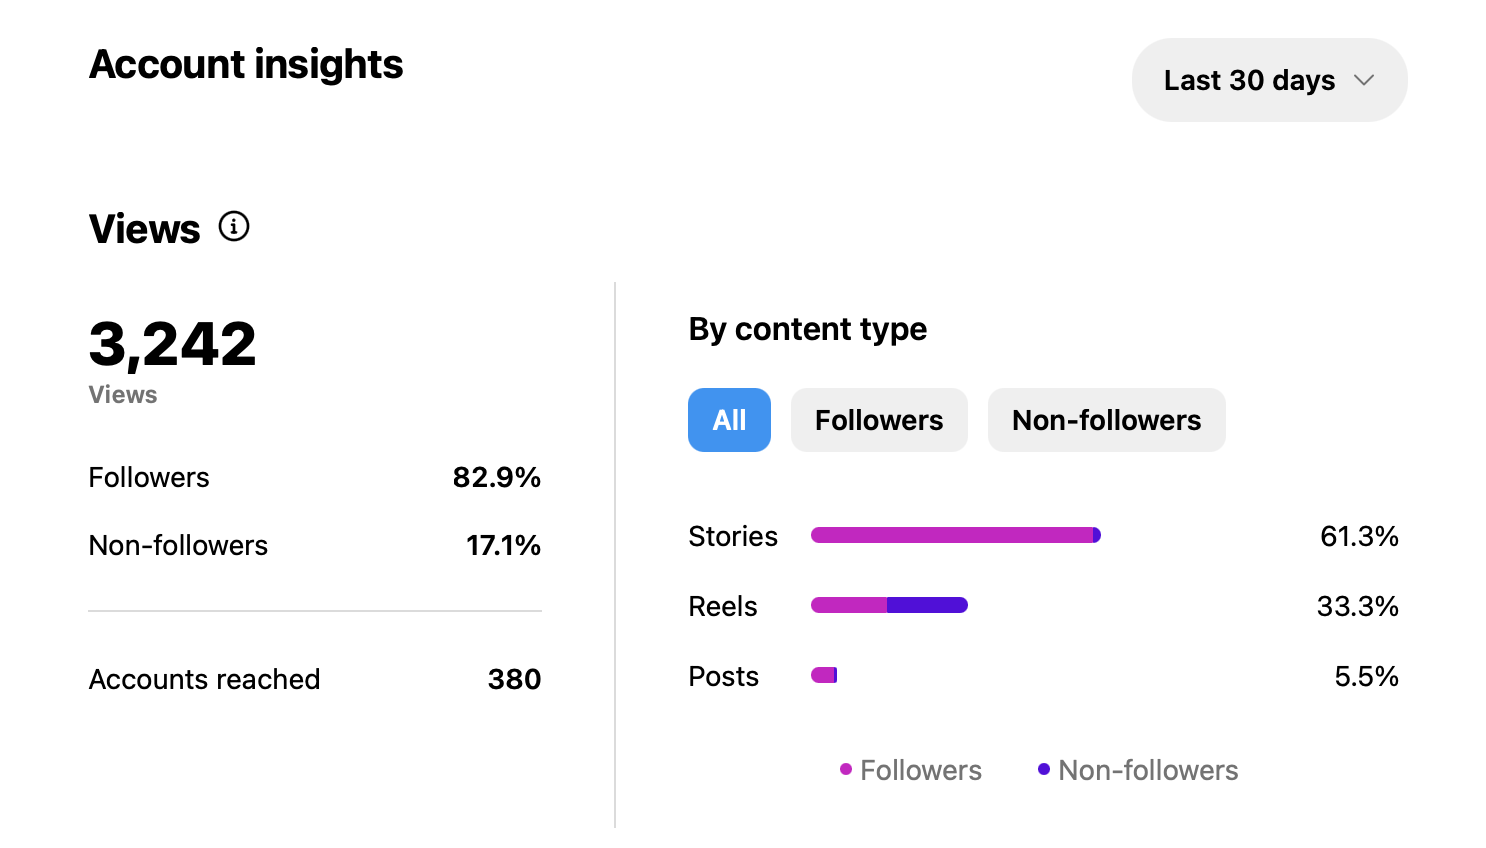 Account insights
Last 30 days
Views
3,242
Views
Followers 82.9%
Non-followers 17.1%
Accounts reached 380
By content type
All Followers Non-followers
Stories 61.3%
Reels 33.3%
Posts 5.5%
Followers Non-followers